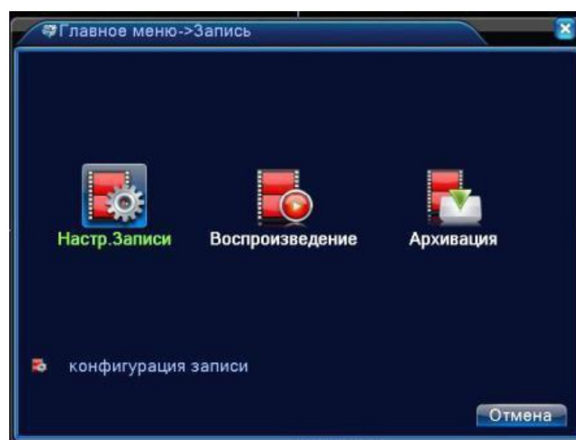 Главное меню->Запись
Настр.Записи Воспроизведение Архивация
конфигурация записи
Отмена